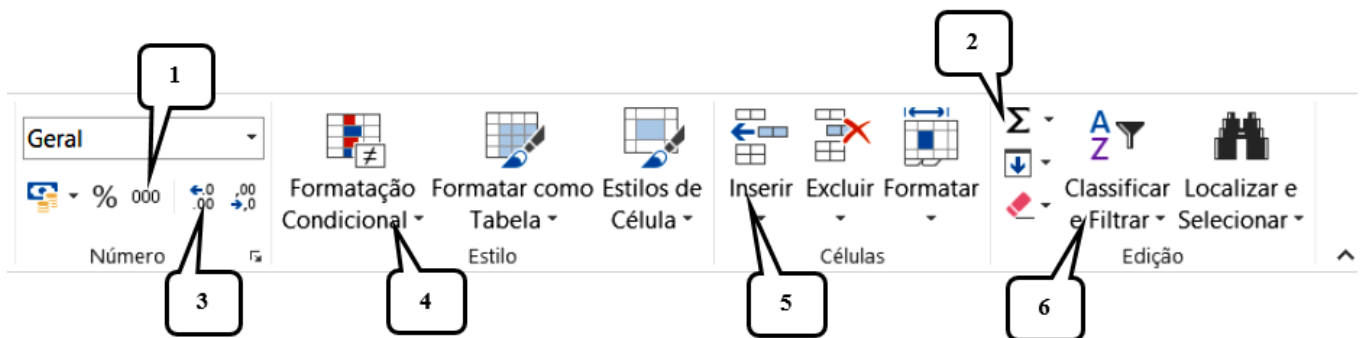 1
2
Geral
Σ
A
Z
% 000
←,0
,00
,00
→,0
Formatação
Condicional
Formatar como
Tabela
Estilos de
Célula
Inserir
Excluir
Formatar
Classificar
e Filtrar
Localizar e
Selecionar
Número
Estilo
Células
Edição
3
4
5
6